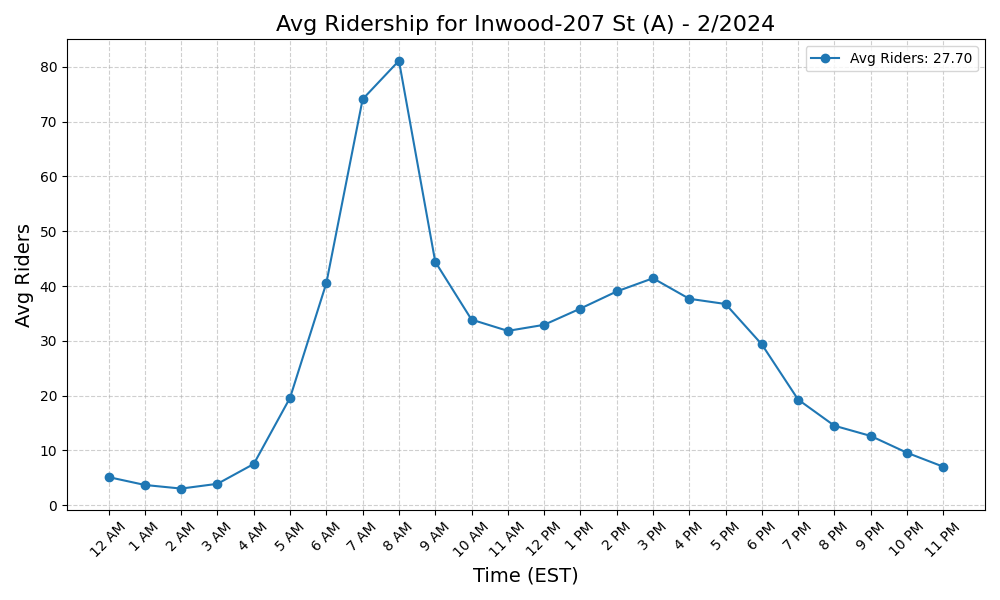 Avg Ridership for Inwood-207 St (A) - 2/2024
Avg Riders: 27.70
Avg Riders
80
70
60
50
40
30
20
10
0
12 AM
1 AM
2 AM
3 AM
4 AM
5 AM
6 AM
7 AM
8 AM
9 AM
10 AM
11 AM
12 PM
1 PM
2 PM
3 PM
4 PM
5 PM
6 PM
7 PM
8 PM
9 PM
10 PM
11 PM
Time (EST)